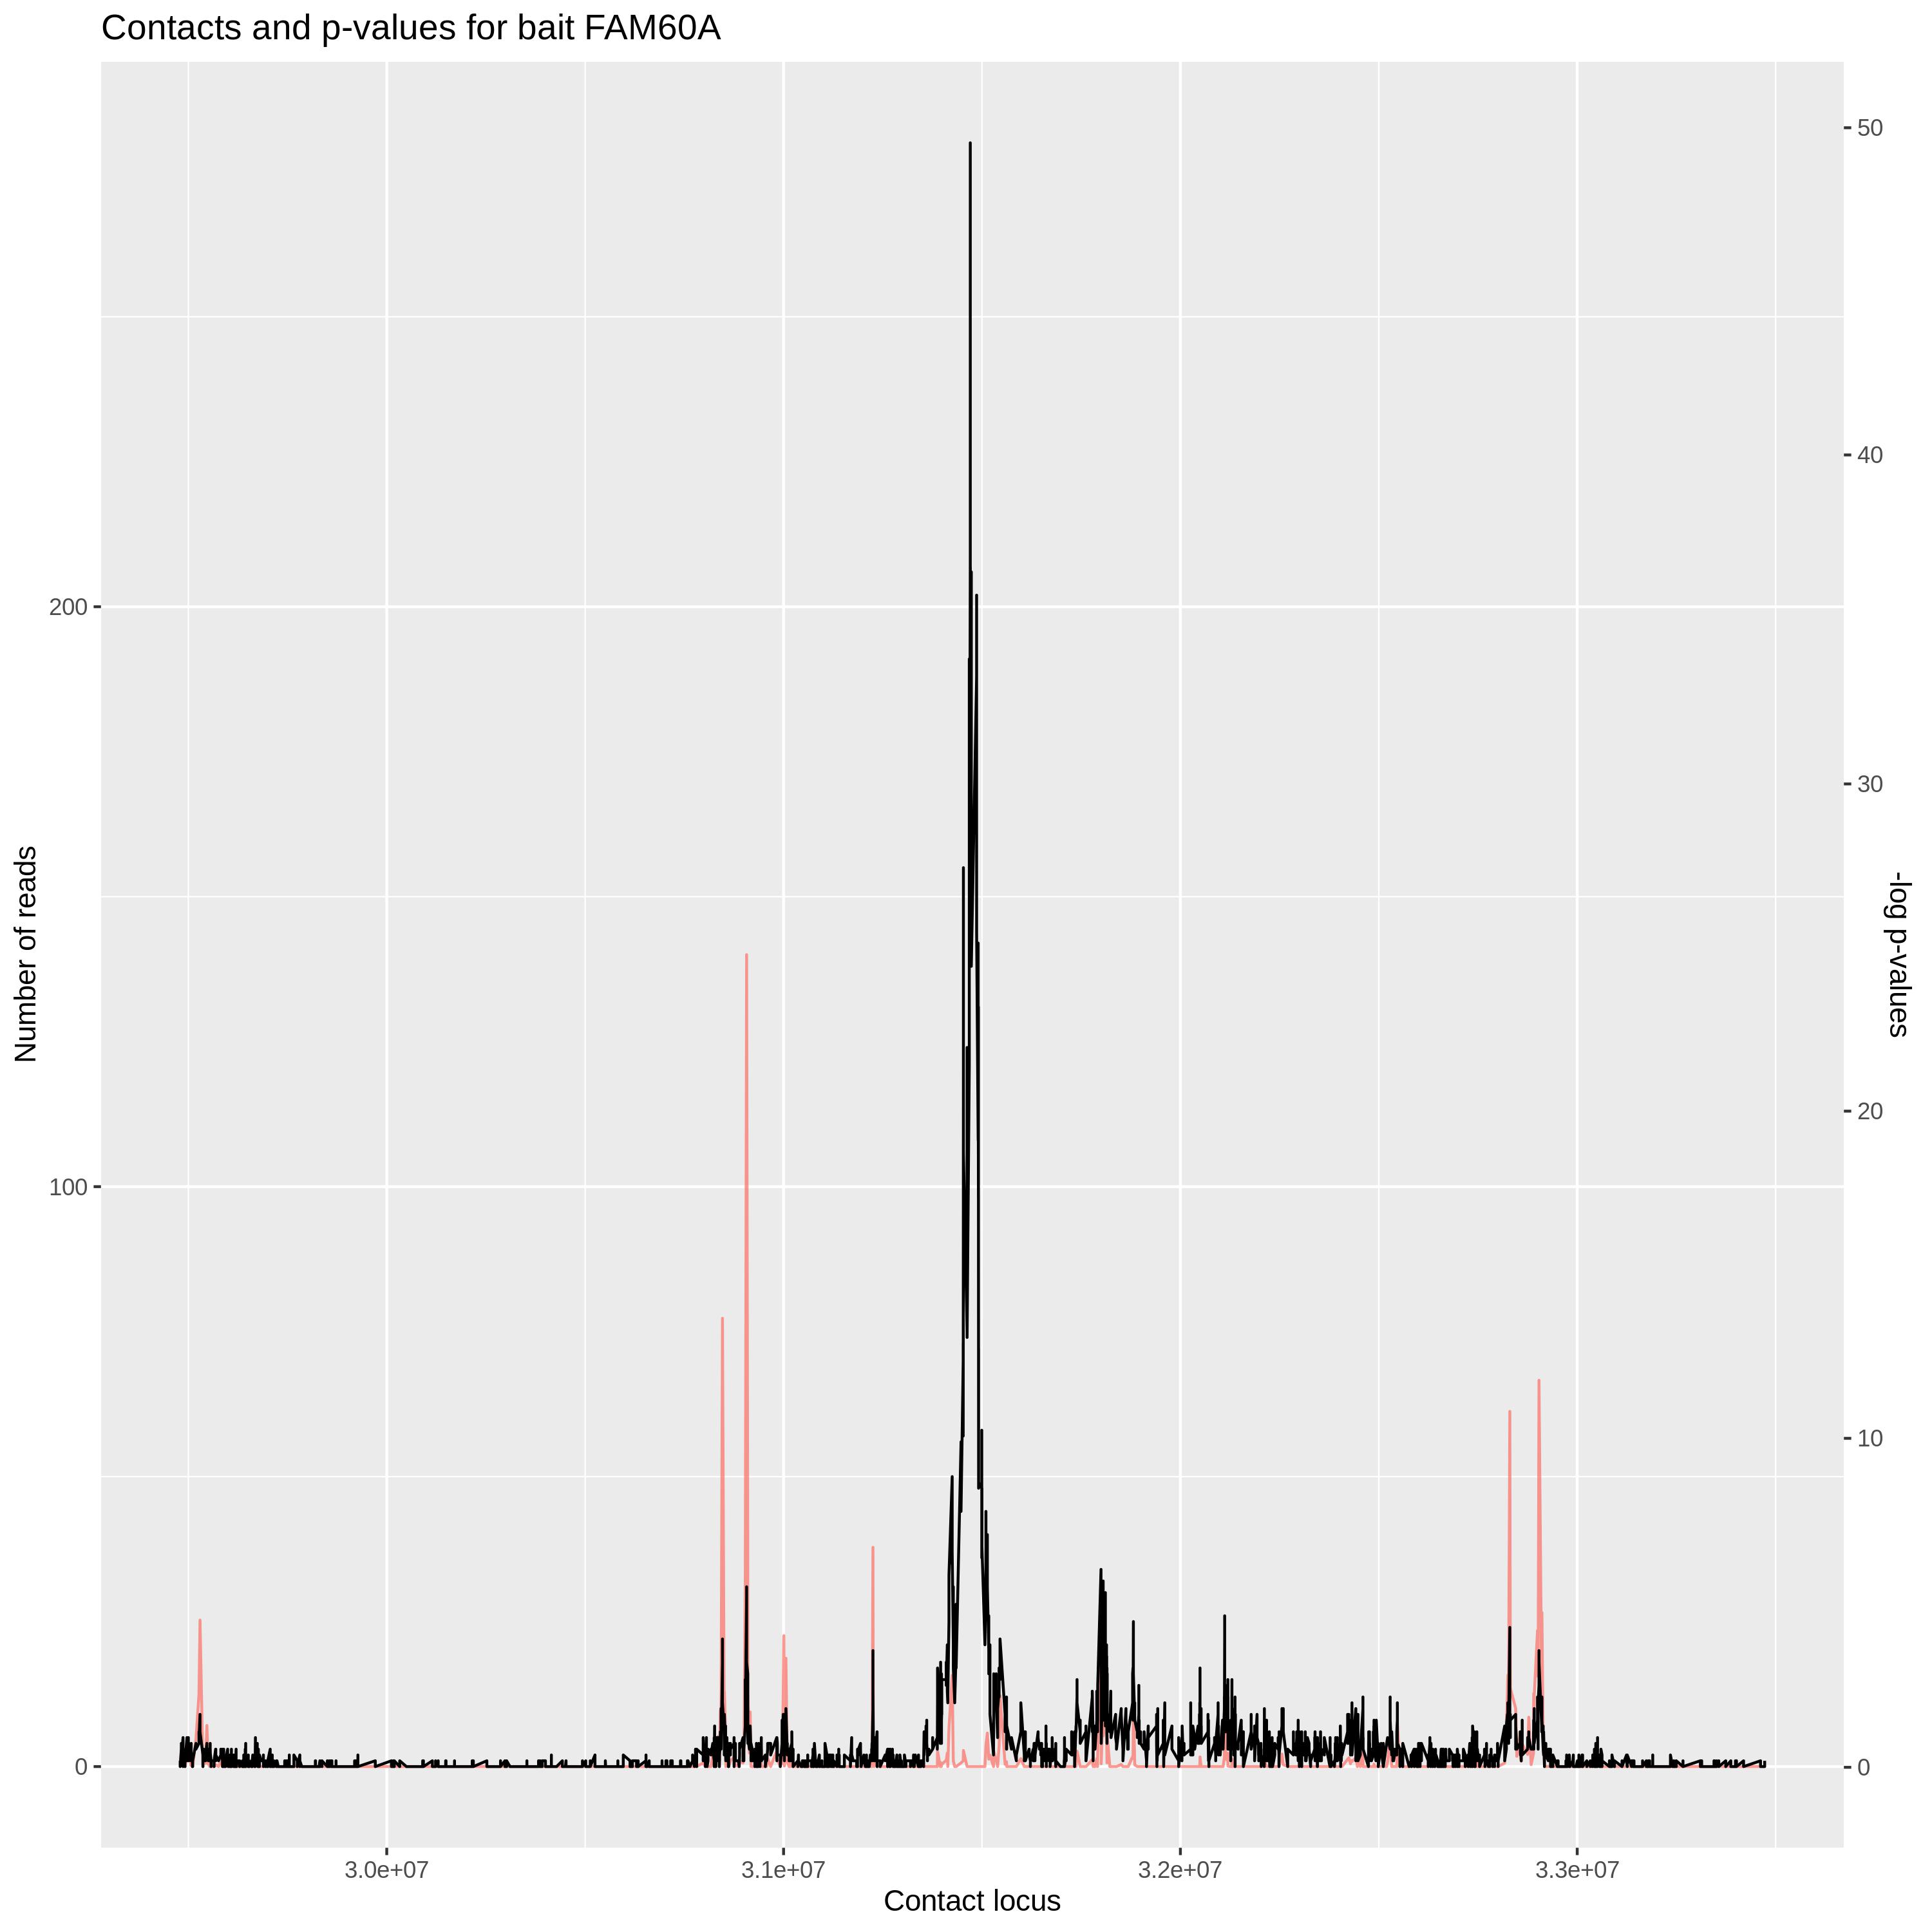 Contacts and p-values for bait FAM60A
Number of reads
200
100
0
50
40
30
20
10
0
-log p-values
3.0e+07
3.1e+07
3.2e+07
3.3e+07
Contact locus